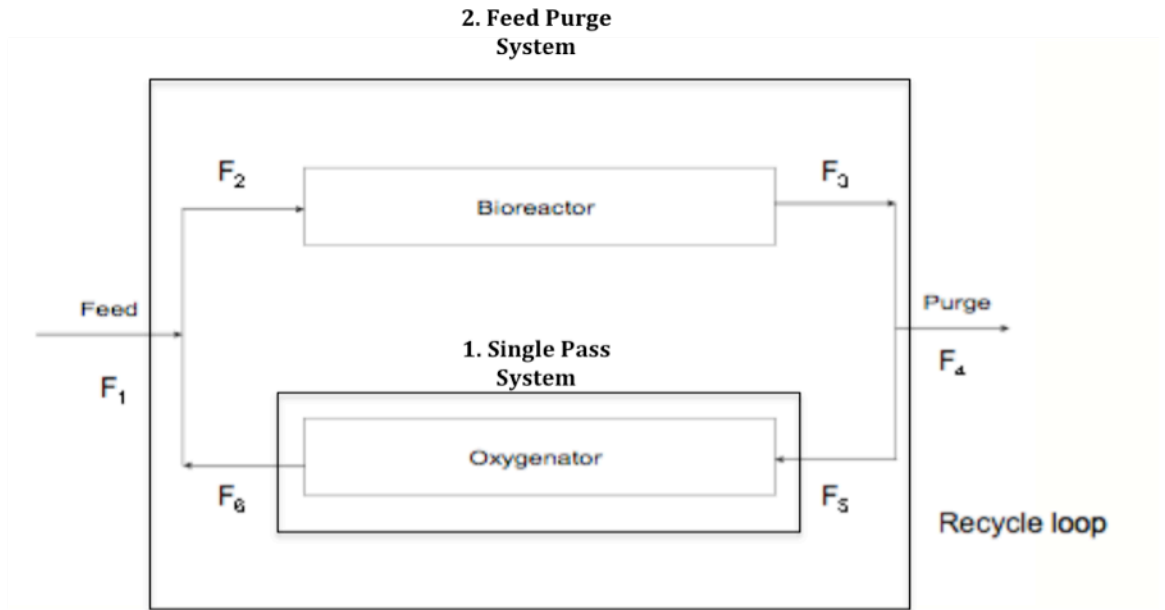 2. Feed Purge
System
F2
Bioreactor
F3
Feed
Purge
1. Single Pass
System
F1
F4
Oxygenator
F6
F5
Recycle loop